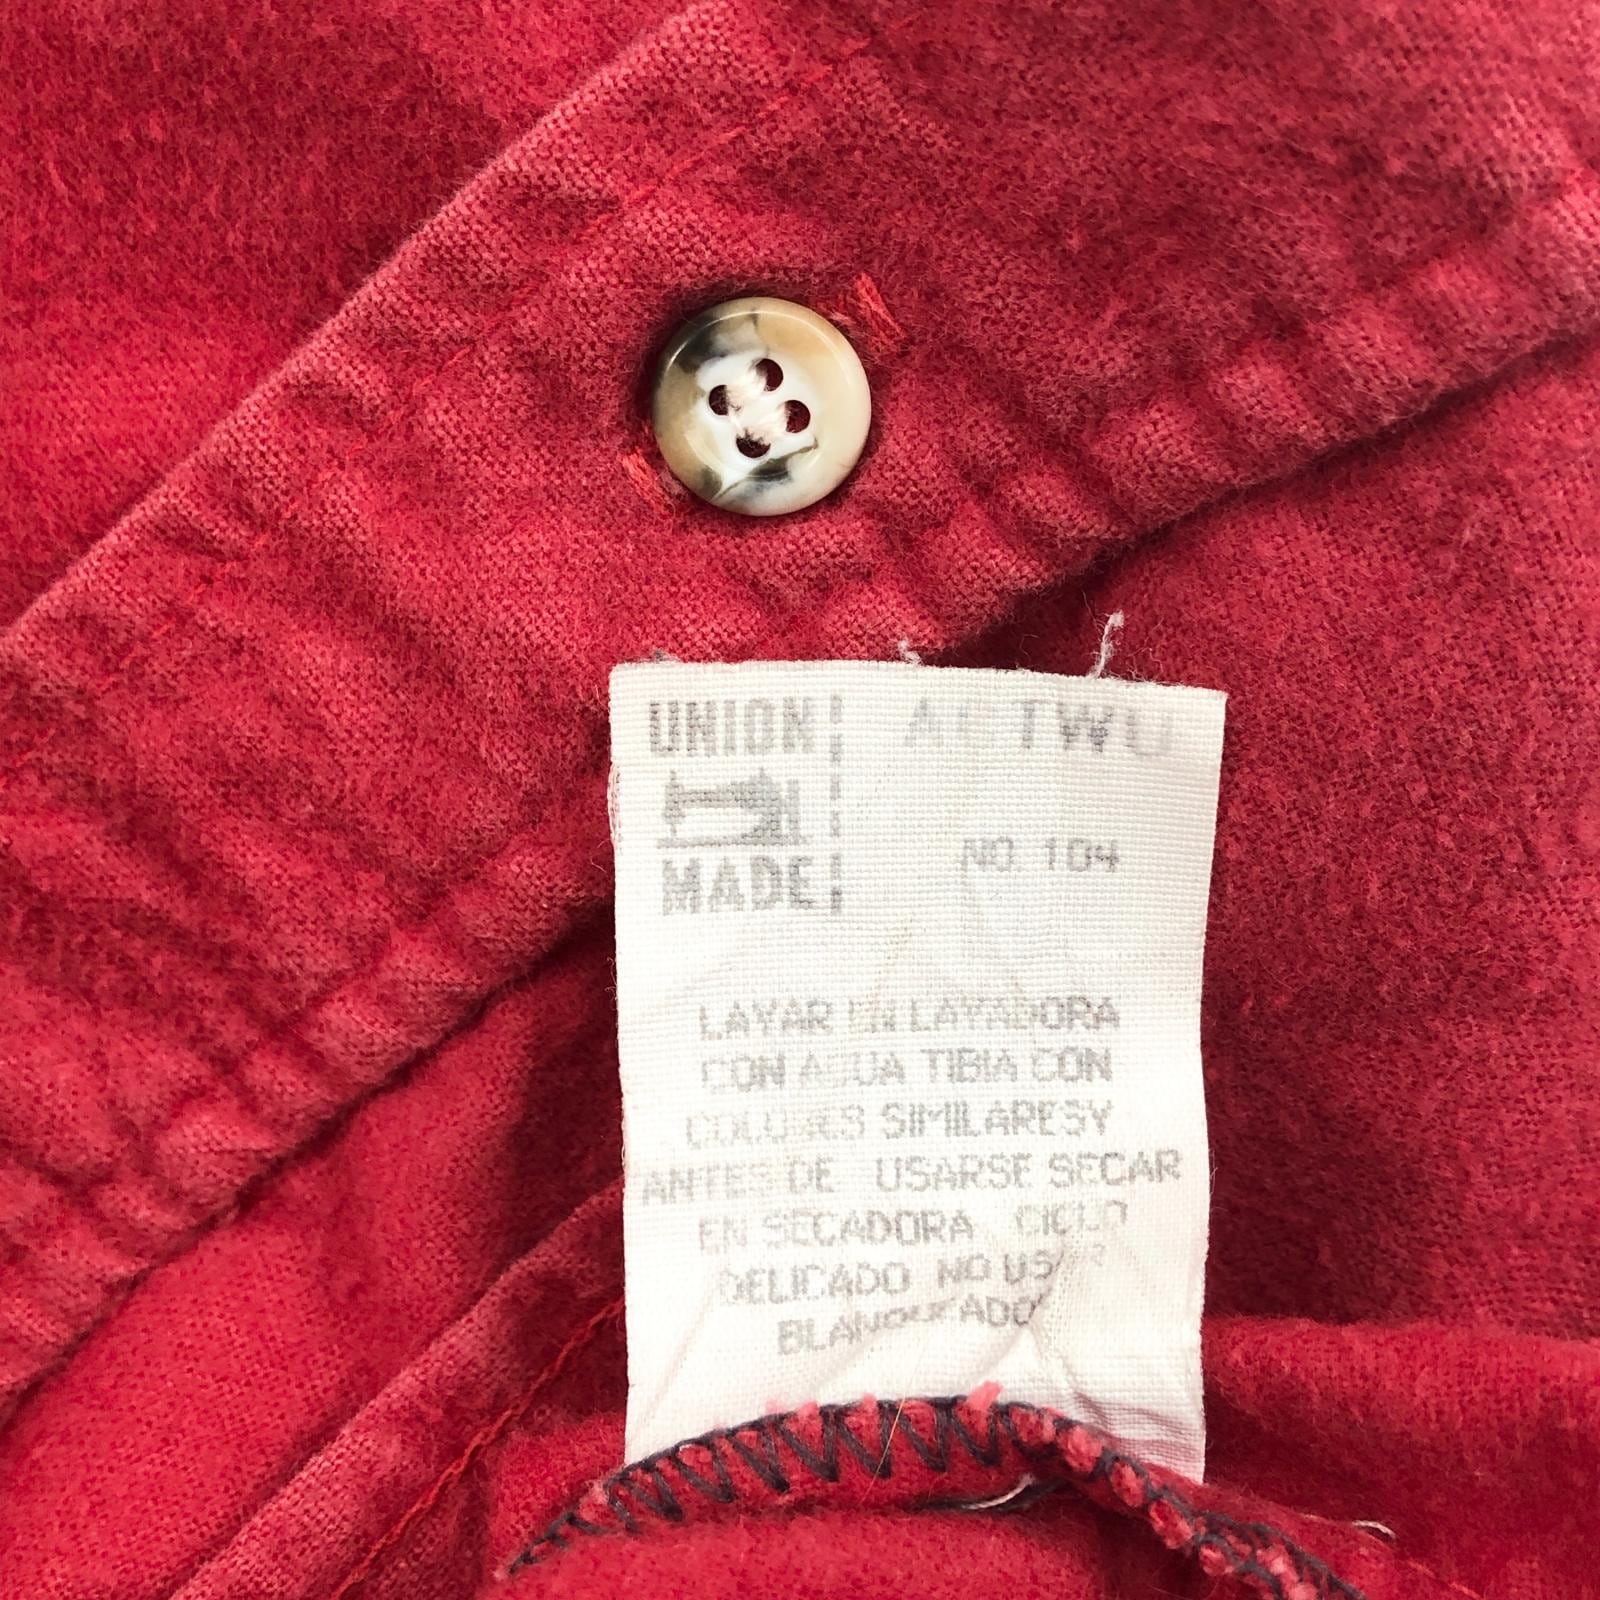 UNION
MADE
TWU
NO. 104
LAVAR EN LAVADORA
CON AGUA TIBIA CON
COLORES SIMILARESY
ANTES DE USARSE SECAR
EN SECADORA CICLO
DELICADO NO USAR
BLANQUEADOR